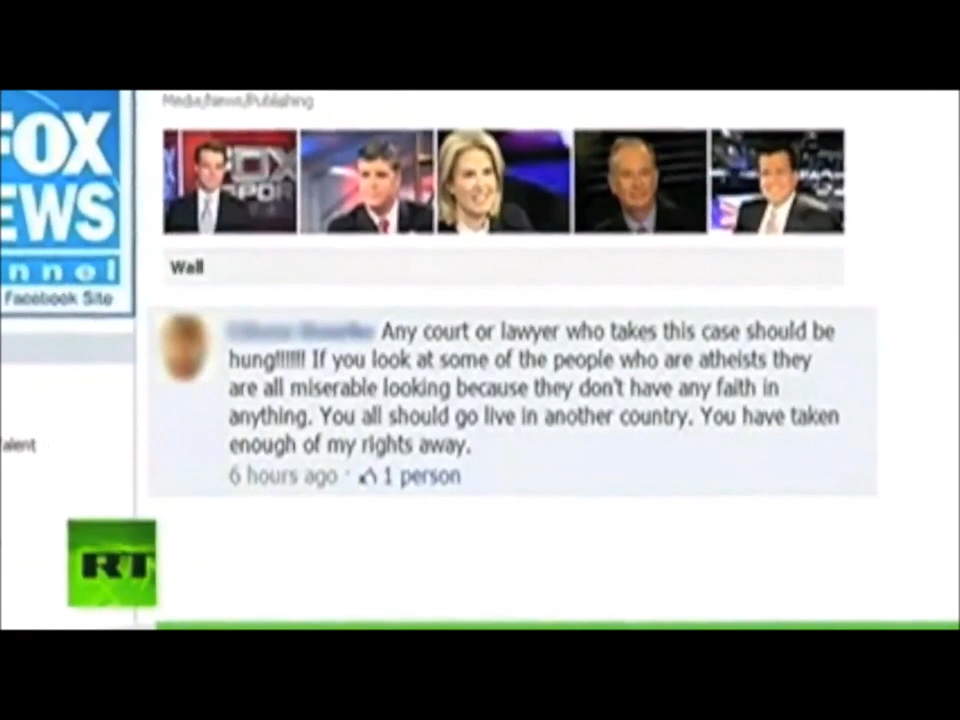 Media/News/Publishing
FOX
EWS
nnel
Facebook Site
FOX
SPOR
Wall
Any court or lawyer who takes this case should be
hung!!!!!!! If you look at some of the people who are atheists they
are all miserable looking because they don't have any faith in
anything. You all should go live in another country. You have taken
enough of my rights away.
6 hours ago · 1 person
alent
RT